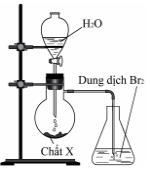 H₂O
Dung dịch Br₂
Chất X